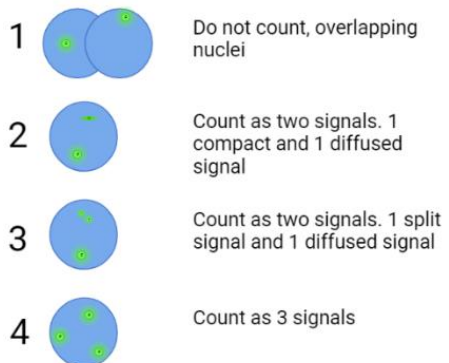 1
Do not count, overlapping
nuclei
2
Count as two signals. 1
compact and 1 diffused
signal
3
Count as two signals. 1 split
signal and 1 diffused signal
4
Count as 3 signals